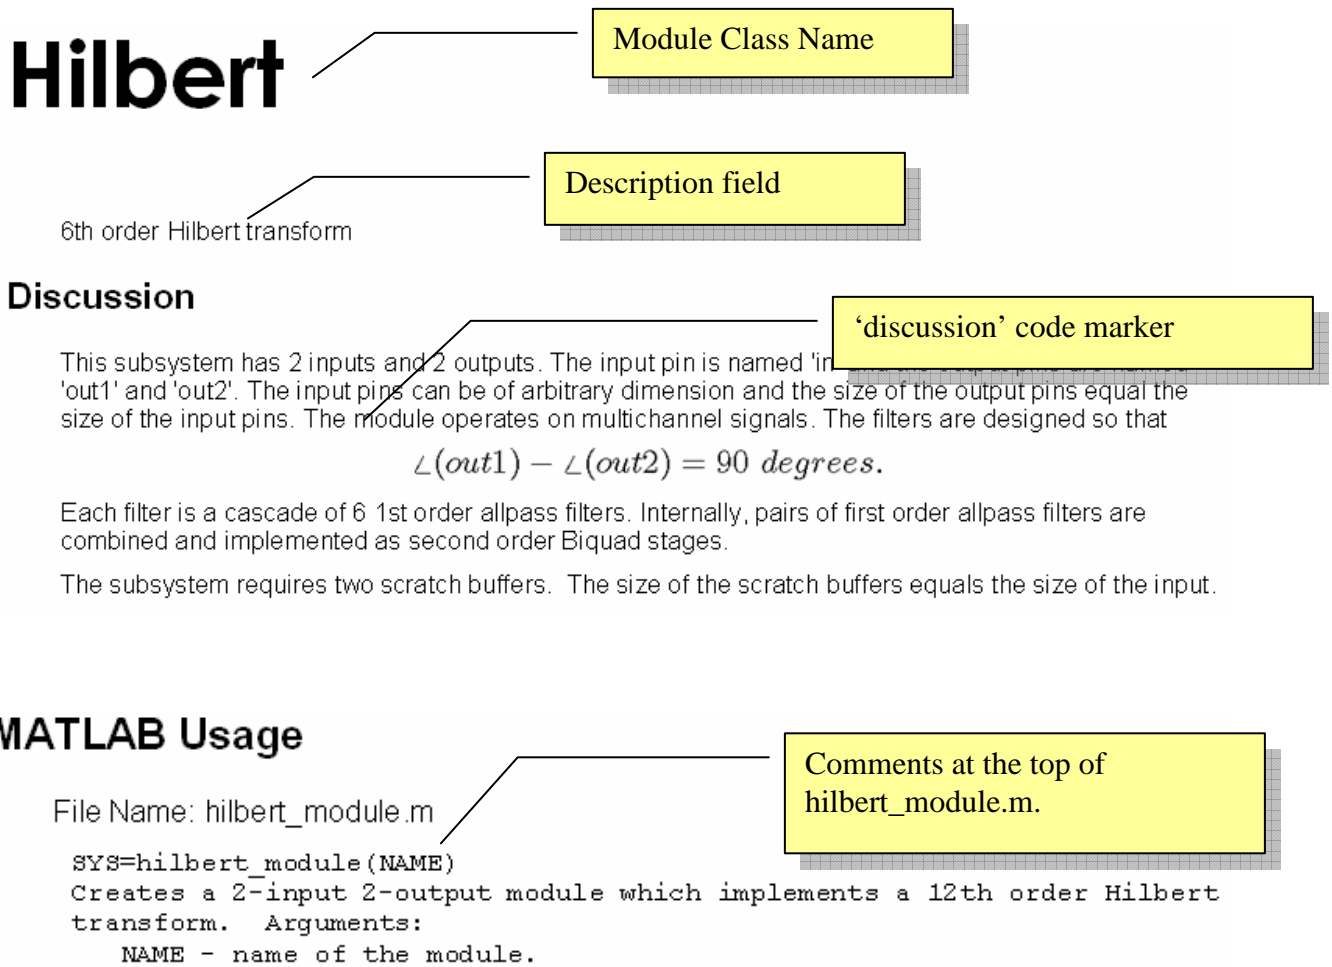 Module Class Name
Hilbert
Description field
6th order Hilbert transform
Discussion
‘discussion’ code marker
This subsystem has 2 inputs and 2 outputs. The input pin is named 'in
'out1' and 'out2'. The input pins can be of arbitrary dimension and the size of the output pins equal the
size of the input pins. The module operates on multichannel signals. The filters are designed so that
∠(out1) − ∠(out2) = 90 degrees.
Each filter is a cascade of 6 1st order allpass filters. Internally, pairs of first order allpass filters are
combined and implemented as second order Biquad stages.
The subsystem requires two scratch buffers.  The size of the scratch buffers equals the size of the input.
MATLAB Usage
Comments at the top of
hilbert_module.m.
File Name: hilbert_module.m
SYS=hilbert_module(NAME)
Creates a 2-input 2-output module which implements a 12th order Hilbert
transform.  Arguments:
NAME - name of the module.